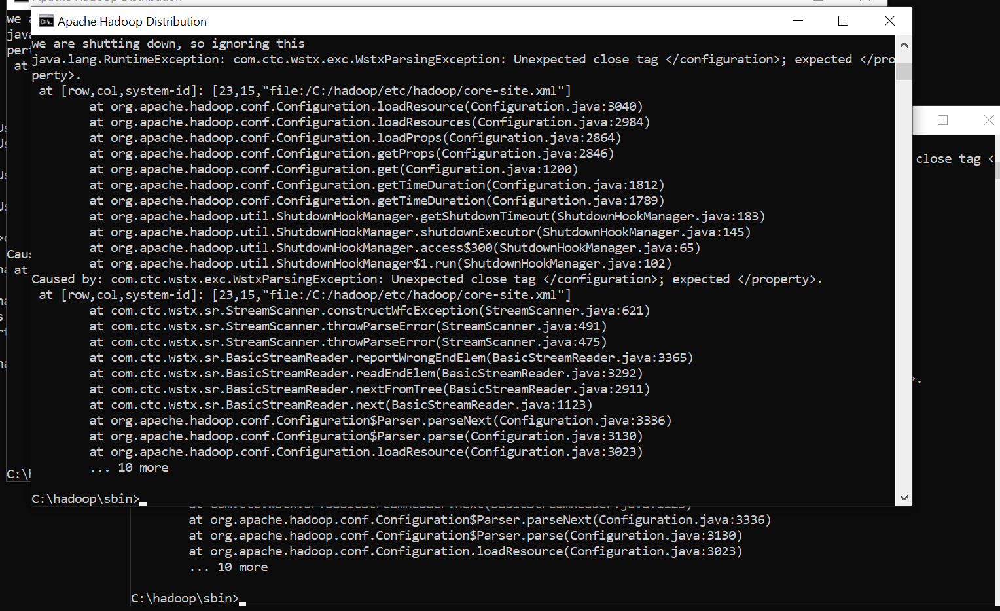 Apache Hadoop Distribution
we are shutting down, so ignoring this
java.lang.RuntimeException: com.ctc.wstx.exc.WstxParsingException: Unexpected close tag </configuration>; expected </pro
perty>.
 at [row,col,system-id]: [23,15,"file:/C:/hadoop/etc/hadoop/core-site.xml"]
        at org.apache.hadoop.conf.Configuration.loadResource(Configuration.java:3040)
        at org.apache.hadoop.conf.Configuration.loadResources(Configuration.java:2984)
        at org.apache.hadoop.conf.Configuration.loadProps(Configuration.java:2864)
        at org.apache.hadoop.conf.Configuration.getProps(Configuration.java:2846)
        at org.apache.hadoop.conf.Configuration.get(Configuration.java:1200)
        at org.apache.hadoop.conf.Configuration.getTimeDuration(Configuration.java:1812)
        at org.apache.hadoop.conf.Configuration.getTimeDuration(Configuration.java:1789)
        at org.apache.hadoop.util.ShutdownHookManager.getShutdownTimeout(ShutdownHookManager.java:183)
        at org.apache.hadoop.util.ShutdownHookManager.shutdownExecutor(ShutdownHookManager.java:145)
        at org.apache.hadoop.util.ShutdownHookManager.access$300(ShutdownHookManager.java:65)
        at org.apache.hadoop.util.ShutdownHookManager$1.run(ShutdownHookManager.java:102)
Caused by: com.ctc.wstx.exc.WstxParsingException: Unexpected close tag </configuration>; expected </property>.
 at [row,col,system-id]: [23,15,"file:/C:/hadoop/etc/hadoop/core-site.xml"]
        at com.ctc.wstx.sr.StreamScanner.constructWfcException(StreamScanner.java:621)
        at com.ctc.wstx.sr.StreamScanner.throwParseError(StreamScanner.java:491)
        at com.ctc.wstx.sr.StreamScanner.throwParseError(StreamScanner.java:475)
        at com.ctc.wstx.sr.BasicStreamReader.reportWrongEndElem(BasicStreamReader.java:3365)
        at com.ctc.wstx.sr.BasicStreamReader.readEndElem(BasicStreamReader.java:3292)
        at com.ctc.wstx.sr.BasicStreamReader.nextFromTree(BasicStreamReader.java:2911)
        at com.ctc.wstx.sr.BasicStreamReader.next(BasicStreamReader.java:1123)
        at org.apache.hadoop.conf.Configuration$Parser.parseNext(Configuration.java:3336)
        at org.apache.hadoop.conf.Configuration$Parser.parse(Configuration.java:3130)
        at org.apache.hadoop.conf.Configuration.loadResource(Configuration.java:3023)
        ... 10 more
C:\hadoop\sbin>
close tag <
        at org.apache.hadoop.conf.Configuration$Parser.parseNext(Configuration.java:3336)
        at org.apache.hadoop.conf.Configuration$Parser.parse(Configuration.java:3130)
        at org.apache.hadoop.conf.Configuration.loadResource(Configuration.java:3023)
        ... 10 more
C:\hadoop\sbin>